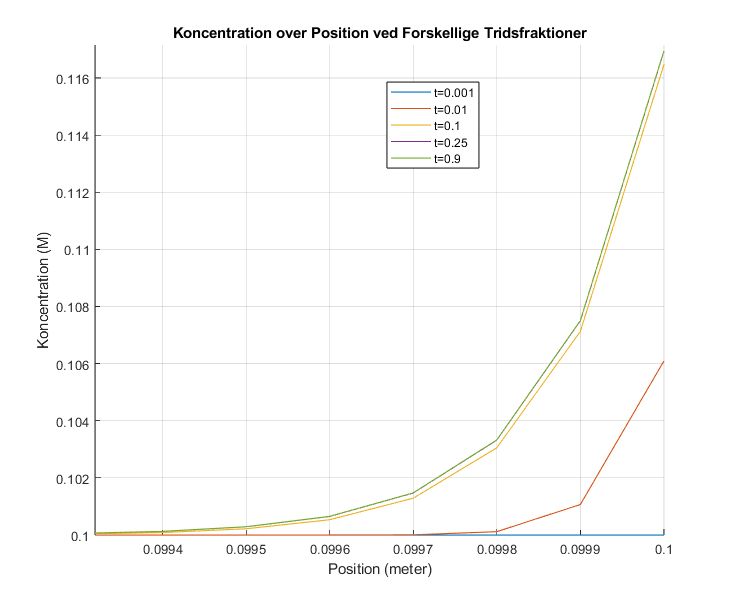 Koncentration over Position ved Forskellige Tridsfraktioner
t=0.001
t=0.01
t=0.1
t=0.25
t=0.9
Koncentration (M)
0.116
0.114
0.112
0.11
0.108
0.106
0.104
0.102
0.1
0.0994 0.0995 0.0996 0.0997 0.0998 0.0999 0.1
Position (meter)